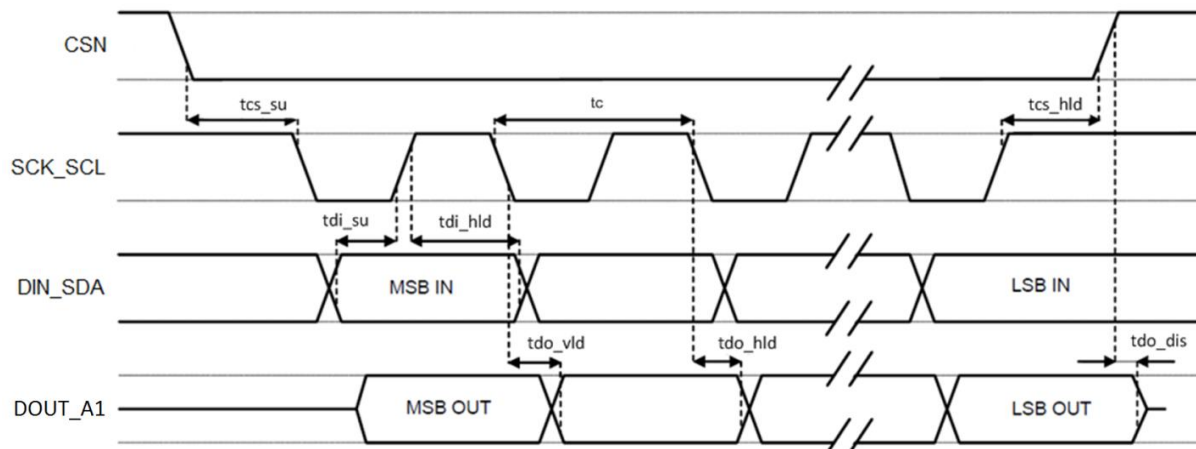 CSN
tcs_su
tc
tcs_hld
SCK_SCL
tdi_su
tdi_hld
DIN_SDA
MSB IN
LSB IN
tdo_vld
tdo_hld
tdo_dis
DOUT_A1
MSB OUT
LSB OUT